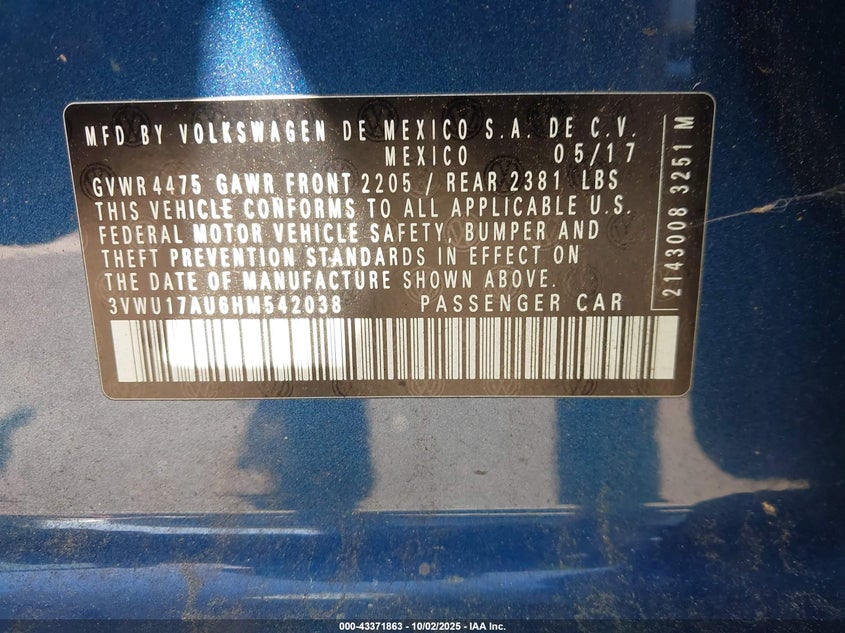 MFD BY VOLKSWAGEN DE MEXICO S.A. DE C.V.
MEXICO 05/17
GVWR 4475 GAWR FRONT 2205 / REAR 2381 LBS
THIS VEHICLE CONFORMS TO ALL APPLICABLE U.S.
FEDERAL MOTOR VEHICLE SAFETY, BUMPER AND
THEFT PREVENTION STANDARDS IN EFFECT ON
THE DATE OF MANUFACTURE SHOWN ABOVE.
3VWU17AU6HM542038 PASSENGER CAR
2143008 3251 M
000-43371863 - 10/02/2025 - IAA Inc.